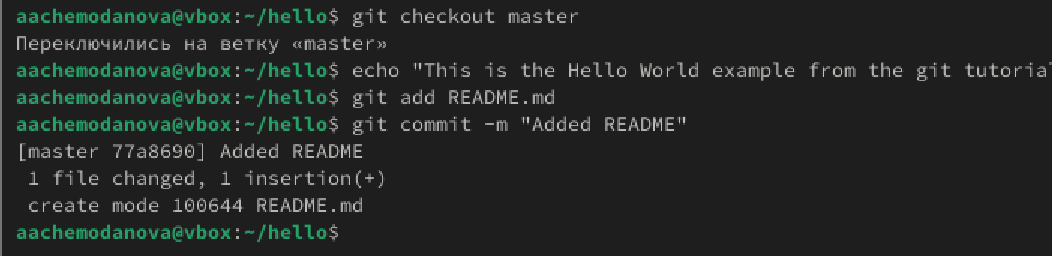 aachemodanova@vbox:~/hello$ git checkout master
Переключились на ветку «master»
aachemodanova@vbox:~/hello$ echo "This is the Hello World example from the git tutorial
aachemodanova@vbox:~/hello$ git add README.md
aachemodanova@vbox:~/hello$ git commit -m "Added README"
[master 77a8690] Added README
 1 file changed, 1 insertion(+)
 create mode 100644 README.md
aachemodanova@vbox:~/hello$